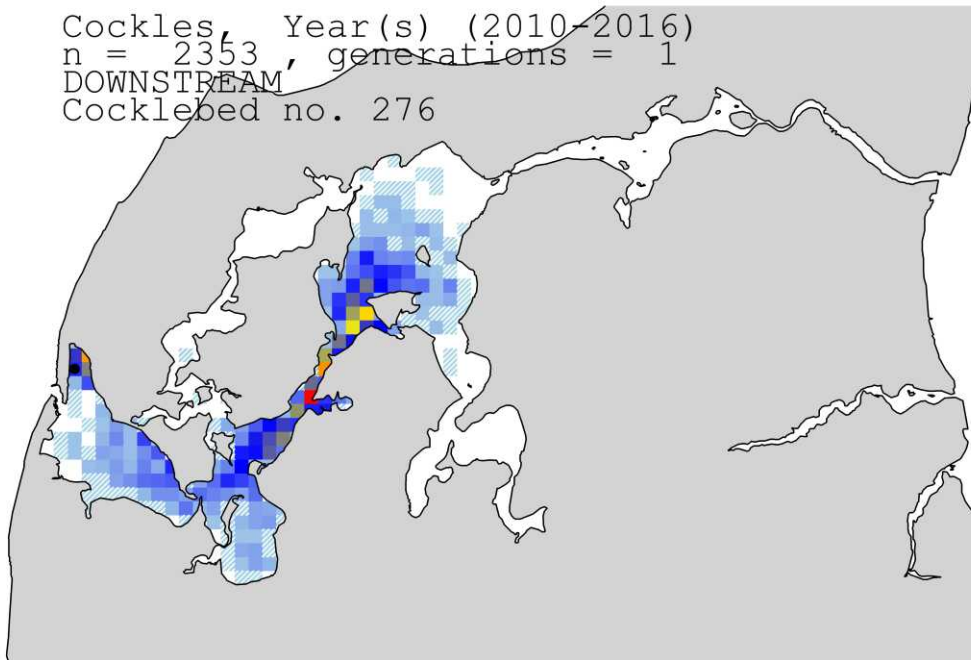 Cockles, Year(s) (2010-2016)
n = 2353 , generations = 1
DOWNSTREAM
Cocklebed no. 276